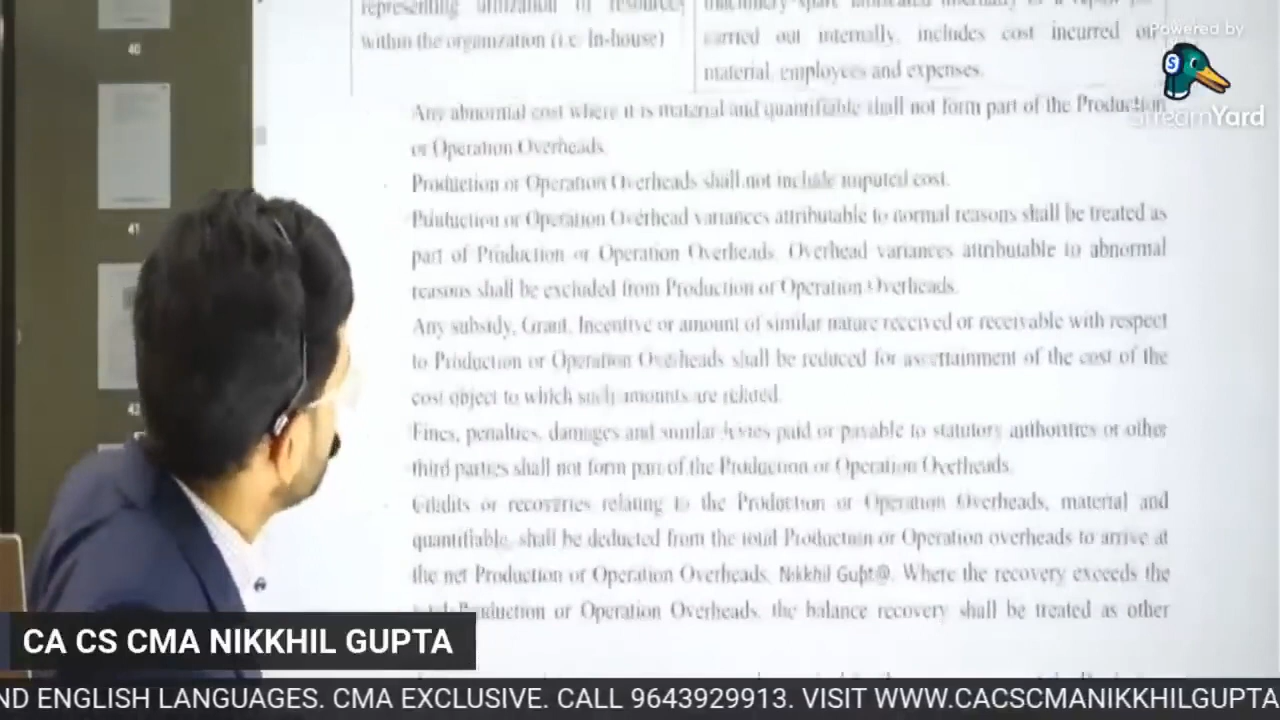 representing utilization of resources
within the organization (i.e. In-house)
carried out internally, includes cost incurred on
material, employees and expenses.
Any abnormal cost where it is material and quantifiable shall not form part of the Production
or Operation Overheads.
Production or Operation Overheads shall not include imputed cost.
Production or Operation Overhead variances attributable to normal reasons shall be treated as
part of Production or Operation Overheads. Overhead variances attributable to abnormal
reasons shall be excluded from Production or Operation Overheads.
Any subsidy, Grant, Incentive or amount of similar nature received or receivable with respect
to Production or Operation Overheads shall be reduced for ascertainment of the cost of the
cost object to which such amounts are related.
Fines, penalties, damages and similar levies paid or payable to statutory authorities or other
third parties shall not form part of the Production or Operation Overheads.
Credits or recoveries relating to the Production or Operation Overheads, material and
quantifiable, shall be deducted from the total Production or Operation overheads to arrive at
the net Production or Operation Overheads. Nikkhil Gupt@. Where the recovery exceeds the
total Production or Operation Overheads, the balance recovery shall be treated as other
40
41
42
Powered by
StreamYard
CA CS CMA NIKKHIL GUPTA
ND ENGLISH LANGUAGES. CMA EXCLUSIVE. CALL 9643929913. VISIT WWW.CACSCMANIKKHILGUPTA